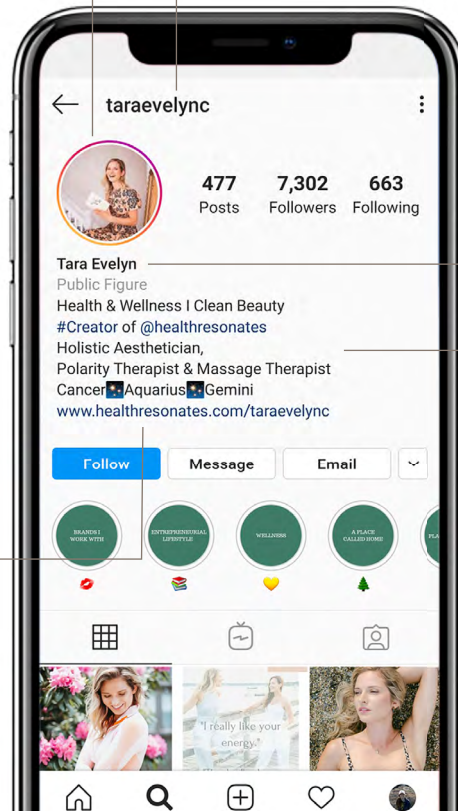 taraevelync
477 7,302 663
Posts Followers Following
Tara Evelyn
Public Figure
Health & Wellness I Clean Beauty
#Creator of @healthresonates
Holistic Aesthetician,
Polarity Therapist & Massage Therapist
Cancer🎇Aquarius🎇Gemini
www.healthresonates.com/taraevelync
Follow Message Email
BRANDS I
WORK WITH
ENTREPRENEURIAL
LIFESTYLE
WELLNESS
A PLACE
CALLED HOME
PLA
"I really like your
energy."